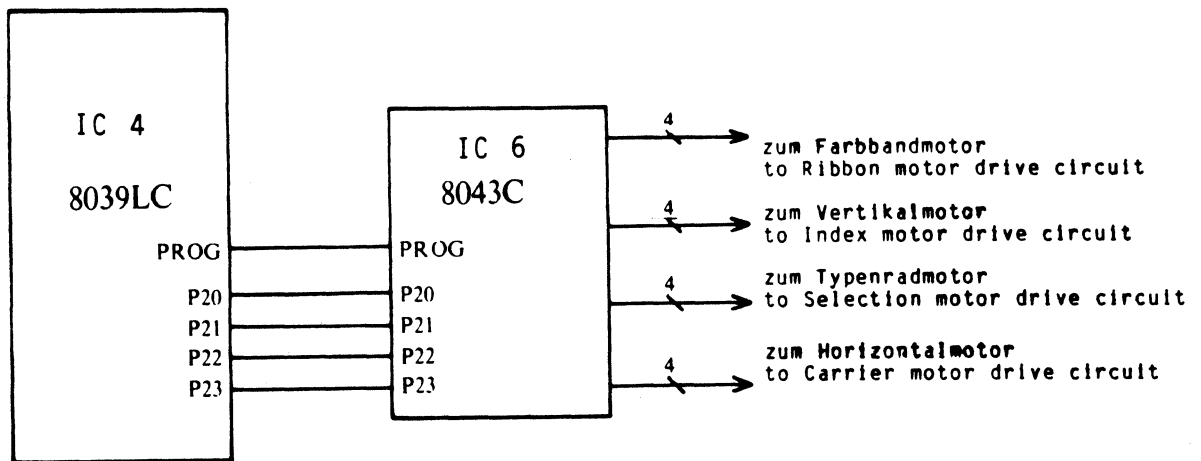 IC 4
8039LC
PROG
P20
P21
P22
P23
IC 6
8043C
PROG
P20
P21
P22
P23
4
zum Farbbandmotor
to Ribbon motor drive circuit
4
zum Vertikalmotor
to Index motor drive circuit
4
zum Typenradmotor
to Selection motor drive circuit
4
zum Horizontalmotor
to Carrier motor drive circuit